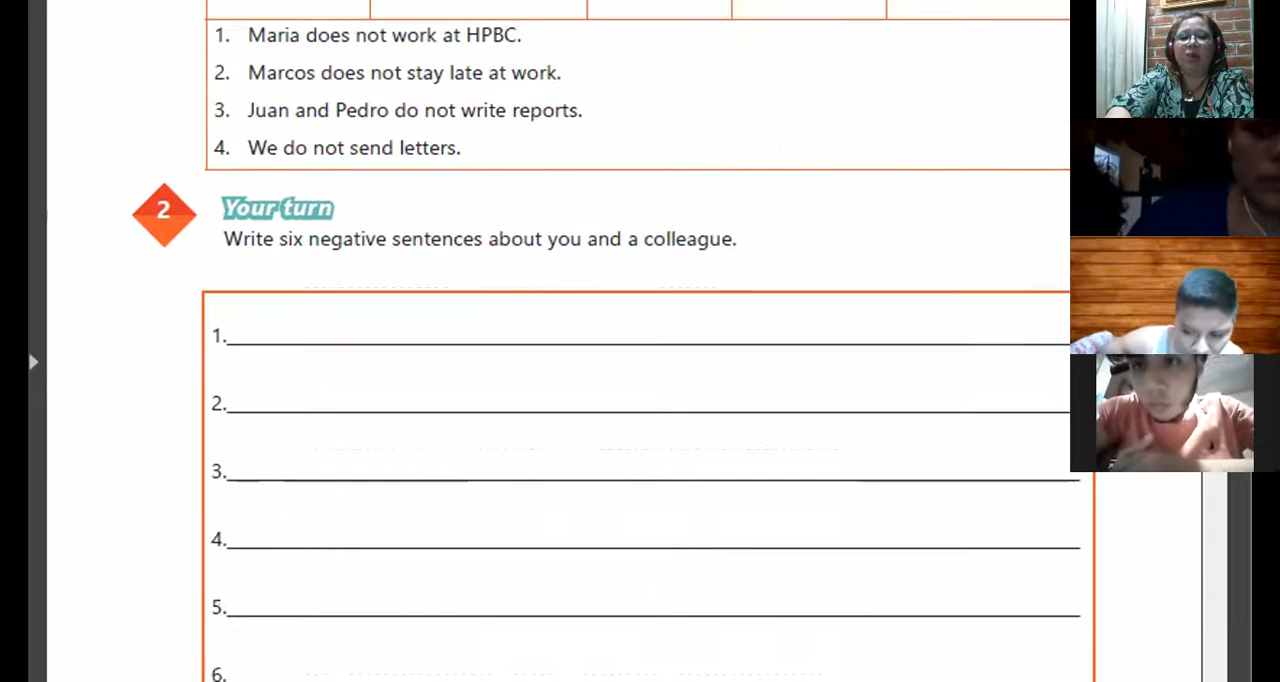 1. Maria does not work at HPBC.
2. Marcos does not stay late at work.
3. Juan and Pedro do not write reports.
4. We do not send letters.
2
Your turn
Write six negative sentences about you and a colleague.
1.
2.
3.
4.
5.
6.